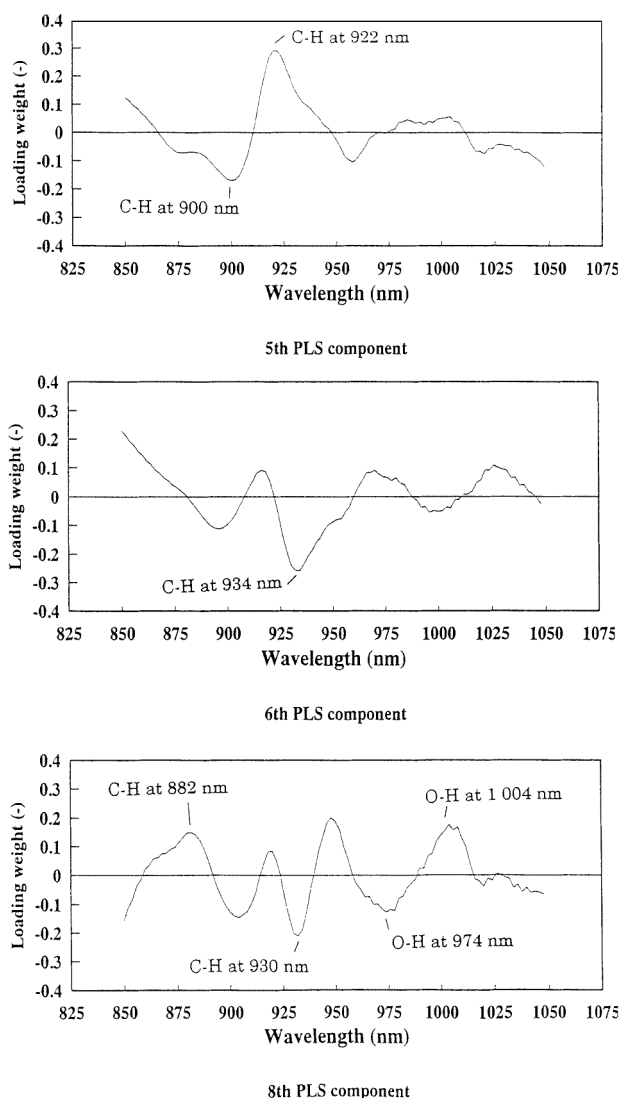 0.4
C-H at 922 nm
0.3
0.2
0.1
0
-0.1
-0.2
C-H at 900 nm
-0.3
-0.4
Loading weight (-)
825 850 875 900 925 950 975 1000 1025 1050 1075
Wavelength (nm)
5th PLS component
0.4
0.3
0.2
0.1
0
-0.1
-0.2
-0.3
C-H at 934 nm
-0.4
Loading weight (-)
825 850 875 900 925 950 975 1000 1025 1050 1075
Wavelength (nm)
6th PLS component
0.4
C-H at 882 nm
O-H at 1 004 nm
0.3
0.2
0.1
0
-0.1
-0.2
O-H at 974 nm
-0.3
C-H at 930 nm
-0.4
Loading weight (-)
825 850 875 900 925 950 975 1000 1025 1050 1075
Wavelength (nm)
8th PLS component